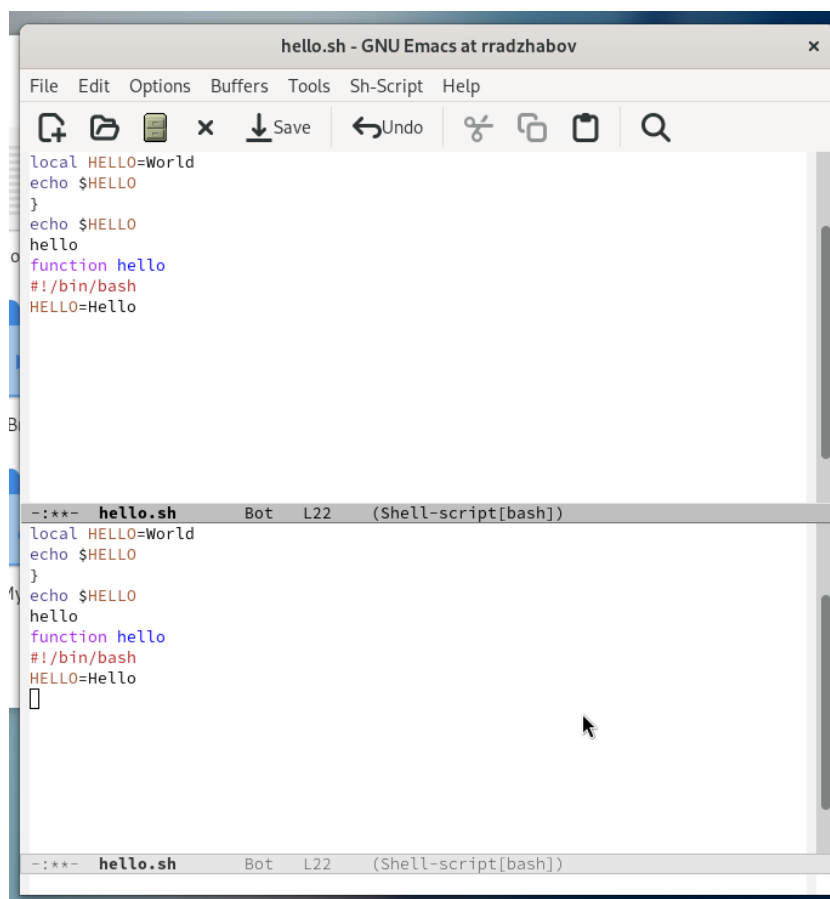 hello.sh - GNU Emacs at rradzhabov
File Edit Options Buffers Tools Sh-Script Help
Save Undo
local HELLO=World
echo $HELLO
}
echo $HELLO
hello
function hello
#!/bin/bash
HELLO=Hello
-:**- hello.sh Bot L22 (Shell-script[bash])
local HELLO=World
echo $HELLO
}
echo $HELLO
hello
function hello
#!/bin/bash
HELLO=Hello
-:**- hello.sh Bot L22 (Shell-script[bash])